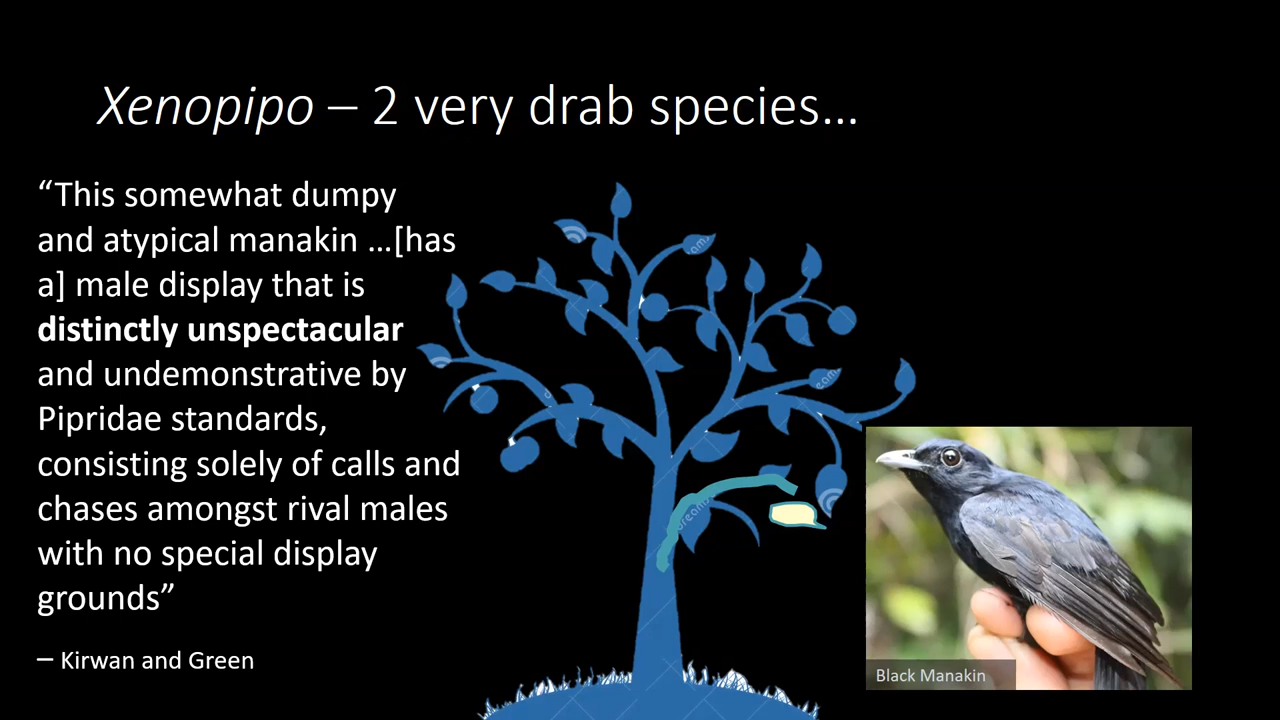 Xenopipo – 2 very drab species…
“This somewhat dumpy
and atypical manakin …[has
a] male display that is
distinctly unspectacular
and undemonstrative by
Pipridae standards,
consisting solely of calls and
chases amongst rival males
with no special display
grounds”
– Kirwan and Green
Black Manakin